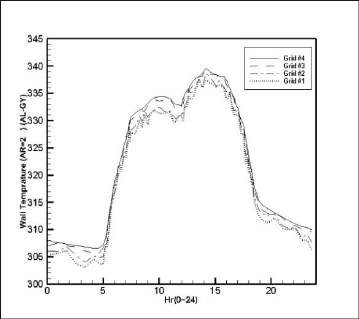 345
340
335
330
325
320
315
310
305
300
Wall Temprature (AR=2 ) (AL-GY)
Grid #4
Grid #3
Grid #2
Grid #1
0 5 10 15 20
Hr(0-24)